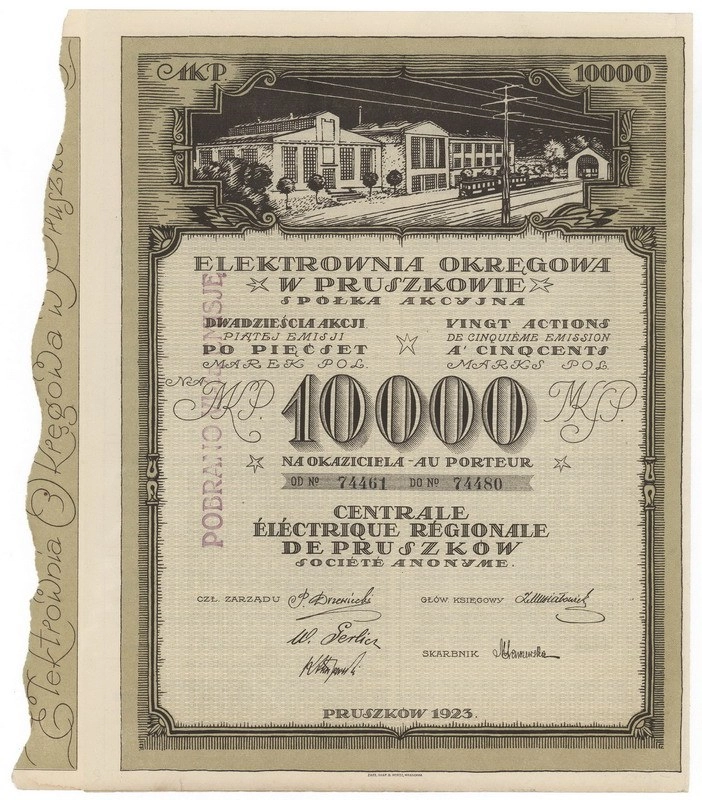 MKP.
10000
ELEKTROWNIA OKRĘGOWA
W PRUSZKOWIE
SPÓŁKA AKCYJNA
DWADZIEŚCIA AKCJI
PIĄTEJ EMISJI
PO PIĘĆSET
MAREK POL.
VINGT ACTIONS
DE CINQUIÈME EMISSION
A' CINQCENTS
MARKS POL.
NA MKP. 10000 MKP.
NA OKAZICIELA - AU PORTEUR
OD Nº 74461 DO Nº 74480
CENTRALE
ÉLÉCTRIQUE RÉGIONALE
DE PRUSZKÓW
SOCIÉTÉ ANONYME.
CZŁ. ZARZĄDU
GŁÓW. KSIĘGOWY
SKARBNIK
PRUSZKÓW 1923.
POBRANO
Elektrownia Okręgowa w Pruszko